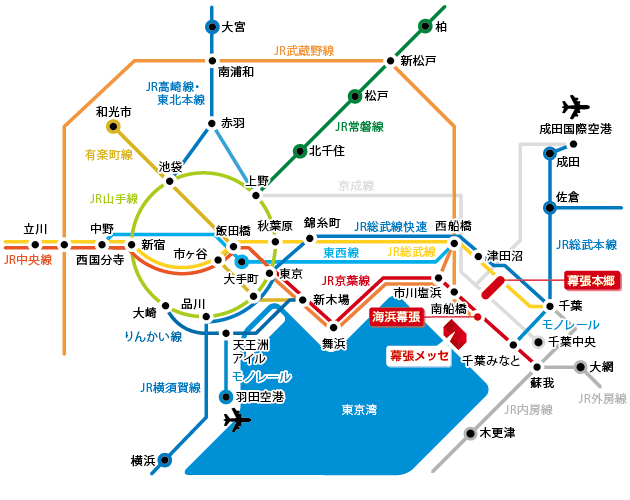 大宮
柏
JR武蔵野線
南浦和
新松戸
JR高崎線・
東北本線
松戸
和光市
赤羽
JR常磐線
成田国際空港
北千住
有楽町線
成田
池袋
上野
京成線
佐倉
JR山手線
錦糸町
立川
中野
飯田橋
秋葉原
JR総武線快速
西船橋
JR総武本線
新宿
JR中央線
西国分寺
市ヶ谷
東西線
JR総武線
津田沼
大手町
東京
JR京葉線
幕張本郷
市川塩浜
品川
新木場
千葉
大崎
海浜幕張
南船橋
モノレール
りんかい線
天王洲
アイル
舞浜
千葉中央
幕張メッセ
千葉みなと
モノレール
蘇我
大網
JR横須賀線
羽田空港
東京湾
JR内房線
JR外房線
木更津
横浜